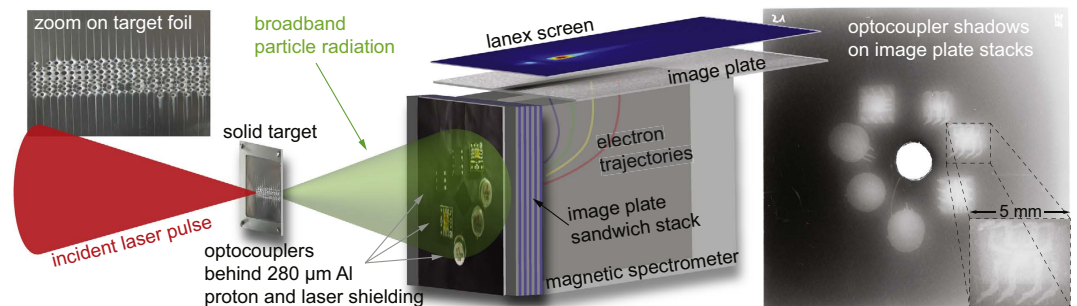 zoom on target foil
broadband
particle radiation
solid target
incident laser pulse
optocouplers
behind 280 µm Al
proton and laser shielding
lanex screen
image plate
electron
trajectories
image plate
sandwich stack
magnetic spectrometer
21
optocoupler shadows
on image plate stacks
5 mm